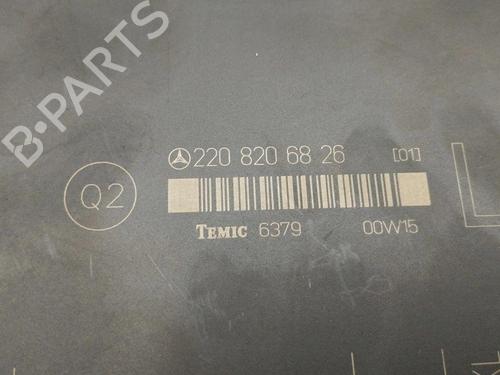 B-PARTS
220 820 68 26 [01]
Q2
TEMIC 6379 00W15
L